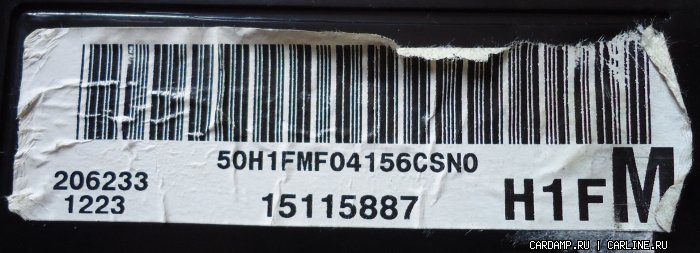 50H1FMF04156CSN0
206233
1223
15115887
H1FM
CARDAMP.RU | CARLINE.RU